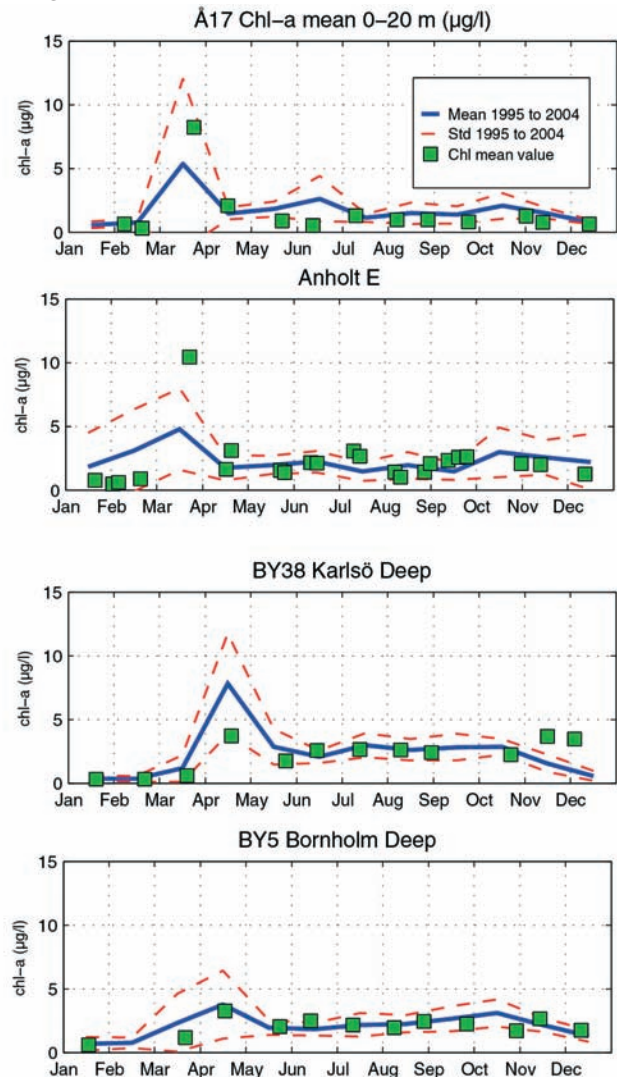 Å17 Chl–a mean 0–20 m (µg/l)
15
10
5
0
chl–a (µg/l)
Mean 1995 to 2004
Std 1995 to 2004
Chl mean value
Jan Feb Mar Apr May Jun Jul Aug Sep Oct Nov Dec
Anholt E
15
10
5
0
chl–a (µg/l)
Jan Feb Mar Apr May Jun Jul Aug Sep Oct Nov Dec
BY38 Karlsö Deep
15
10
5
0
chl–a (µg/l)
Jan Feb Mar Apr May Jun Jul Aug Sep Oct Nov Dec
BY5 Bornholm Deep
15
10
5
0
chl–a (µg/l)
Jan Feb Mar Apr May Jun Jul Aug Sep Oct Nov Dec